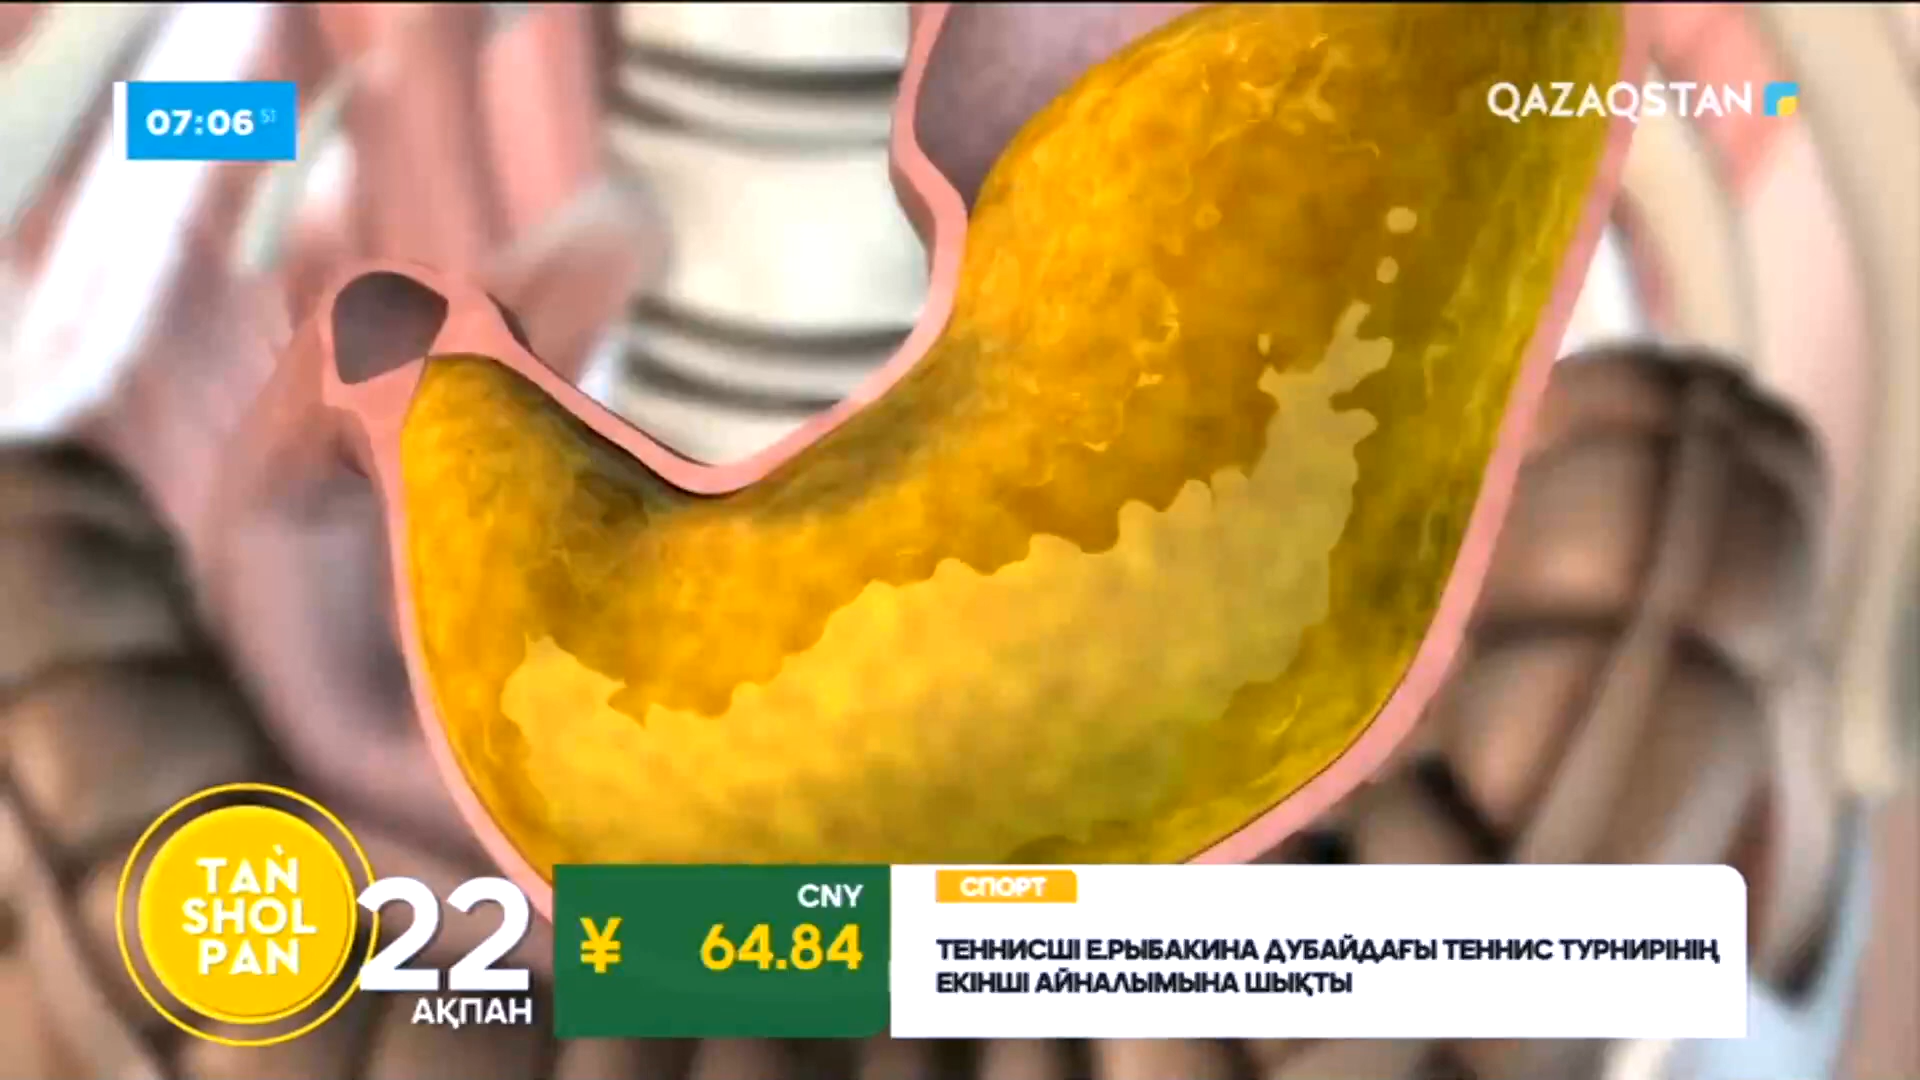 07:06 51
QAZAQSTAN
TAŃ
SHOL
PAN
22
АҚПАН
CNY
¥ 64.84
СПОРТ
ТЕННИСШІ Е.РЫБАКИНА ДУБАЙДАҒЫ ТЕННИС ТУРНИРІНІҢ
ЕКІНШІ АЙНАЛЫМЫНА ШЫҚТЫ